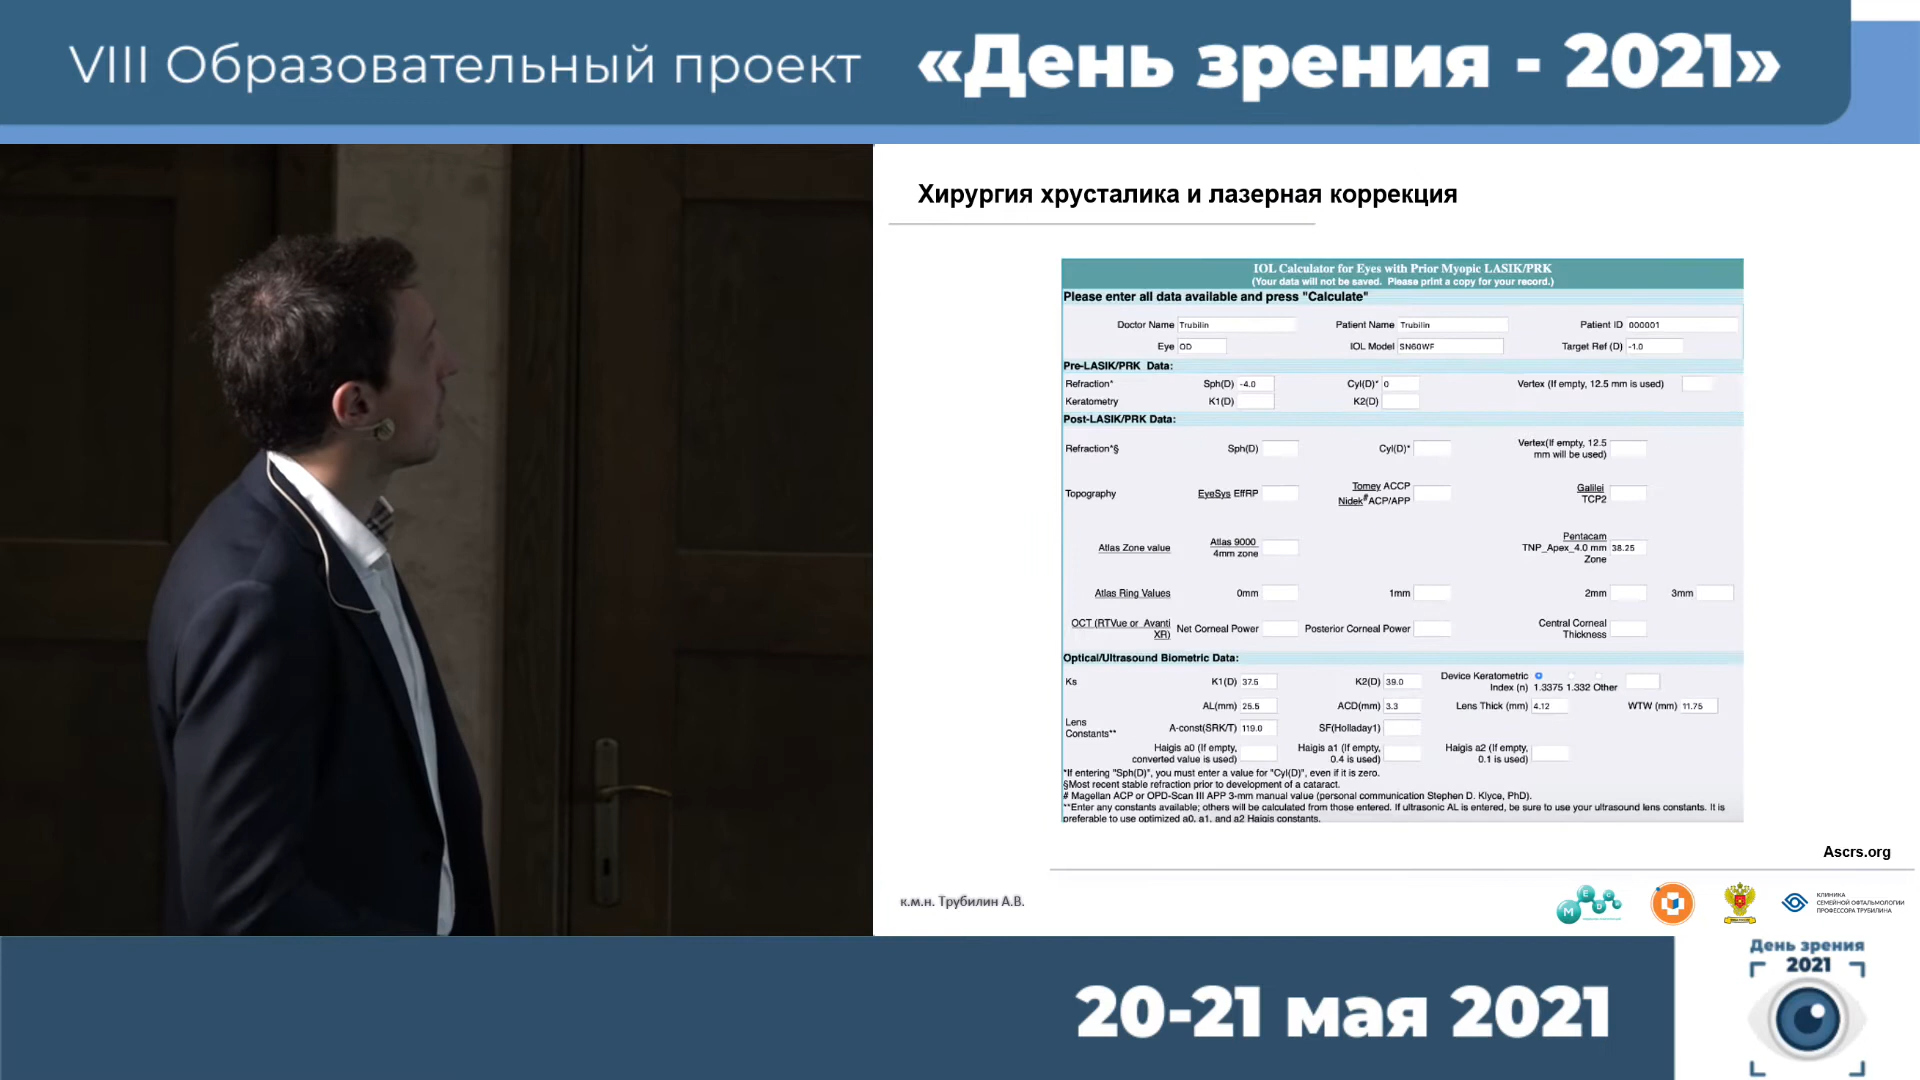 VIII Образовательный проект «День зрения - 2021»
Хирургия хрусталика и лазерная коррекция
IOL Calculator for Eyes with Prior Myopic LASIK/PRK
(Your data will not be saved. Please print a copy for your record.)
Please enter all data available and press "Calculate"
Doctor Name Trubilin Patient Name Trubilin Patient ID 000001
Eye OD IOL Model SN60WF Target Ref (D) -1.0
Pre-LASIK/PRK Data:
Refraction* Sph(D) -4.0 Cyl(D)* 0 Vertex (If empty, 12.5 mm is used)
Keratometry K1(D) K2(D)
Post-LASIK/PRK Data:
Refraction*§ Sph(D) Cyl(D)* Vertex(If empty, 12.5
mm will be used)
Topography EyeSys EffRP Tomey ACCP
Nidek# ACP/APP Galilei
TCP2
Atlas Zone value Atlas 9000
4mm zone Pentacam
TNP_Apex_4.0 mm 38.25
Zone
Atlas Ring Values 0mm 1mm 2mm 3mm
OCT (RTVue or Avanti
XR) Net Corneal Power Posterior Corneal Power Central Corneal
Thickness
Optical/Ultrasound Biometric Data:
Ks K1(D) 37.5 K2(D) 39.0 Device Keratometric
Index (n) 1.3375 1.332 Other
AL(mm) 25.5 ACD(mm) 3.3 Lens Thick (mm) 4.12 WTW (mm) 11.75
Lens
Constants** A-const(SRK/T) 119.0 SF(Holladay1)
Haigis a0 (If empty,
converted value is used) Haigis a1 (If empty,
0.4 is used) Haigis a2 (If empty,
0.1 is used)
*If entering "Sph(D)", you must enter a value for "Cyl(D)", even if it is zero.
§Most recent stable refraction prior to development of a cataract.
# Magellan ACP or OPD-Scan III APP 3-mm manual value (personal communication Stephen D. Klyce, PhD).
**Enter any constants available; others will be calculated from those entered. If ultrasonic AL is entered, be sure to use your ultrasound lens constants. It is
preferable to use optimized a0, a1, and a2 Haigis constants.
Ascrs.org
к.м.н. Трубилин А.В.
КЛИНИКА
СЕМЕЙНОЙ ОФТАЛЬМОЛОГИИ
ПРОФЕССОРА ТРУБИЛИНА
20-21 мая 2021
День зрения
2021